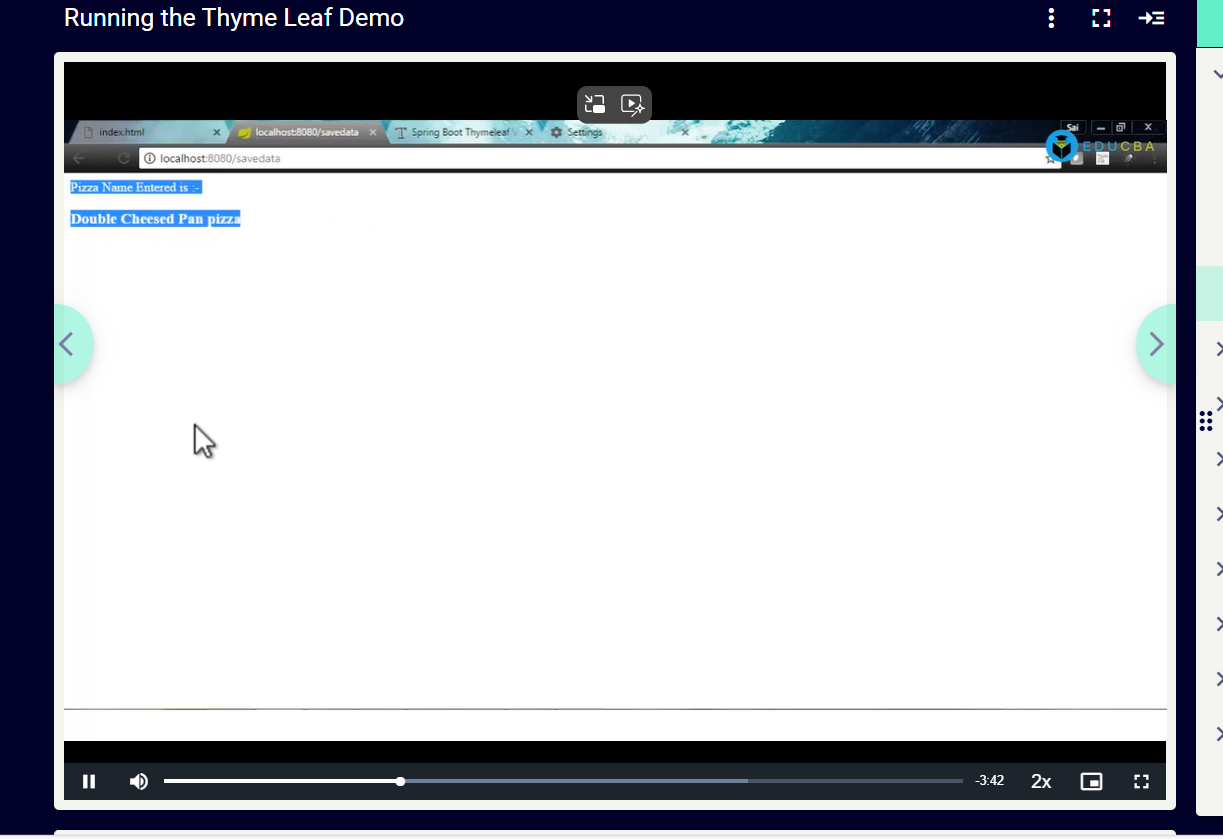 Running the Thyme Leaf Demo
index.html
localhost:8080/savedata
Spring Boot Thymeleaf
Settings
Sai
localhost:8080/savedata
EDUCBA
Pizza Name Entered is :-
Double Cheesed Pan pizza
-3:42
2x